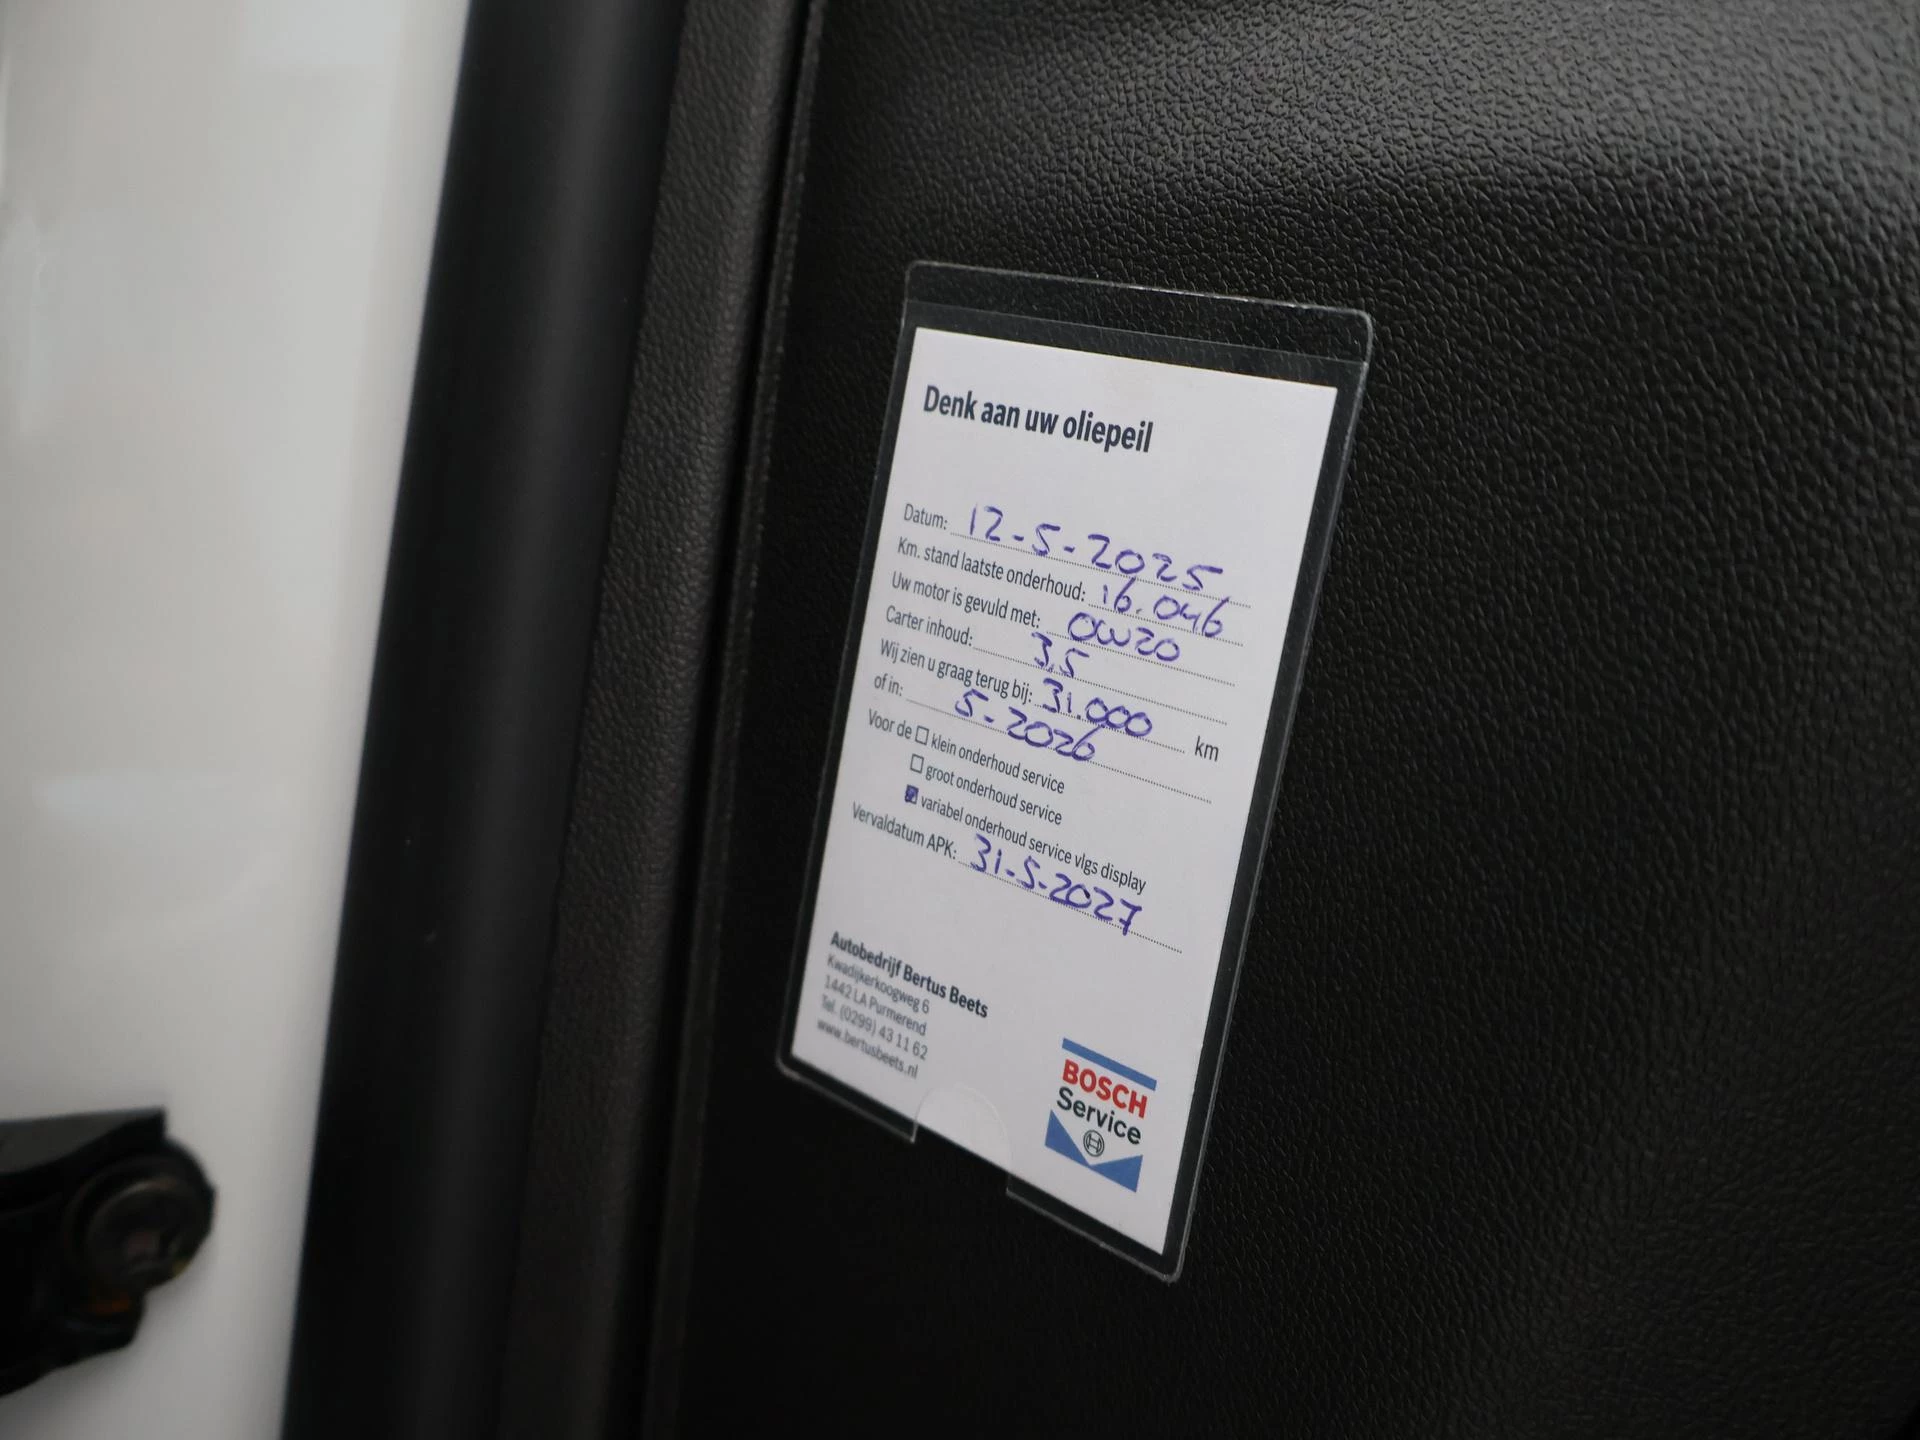 Denk aan uw oliepeil
Datum: 12-5-2025
Km. stand laatste onderhoud: 16.046
Uw motor is gevuld met: 0W20
Carter inhoud: 3,5
Wij zien u graag terug bij: 31.000 km
of in: 5-2026
Voor de ☐ klein onderhoud service
☐ groot onderhoud service
☑ variabel onderhoud service vlgs display
Vervaldatum APK: 31-5-2027
Autobedrijf Bertus Beets
Kwadijkerkoogweg 6
1442 LA Purmerend
Tel. (0299) 43 11 62
www.bertusbeets.nl
BOSCH
Service